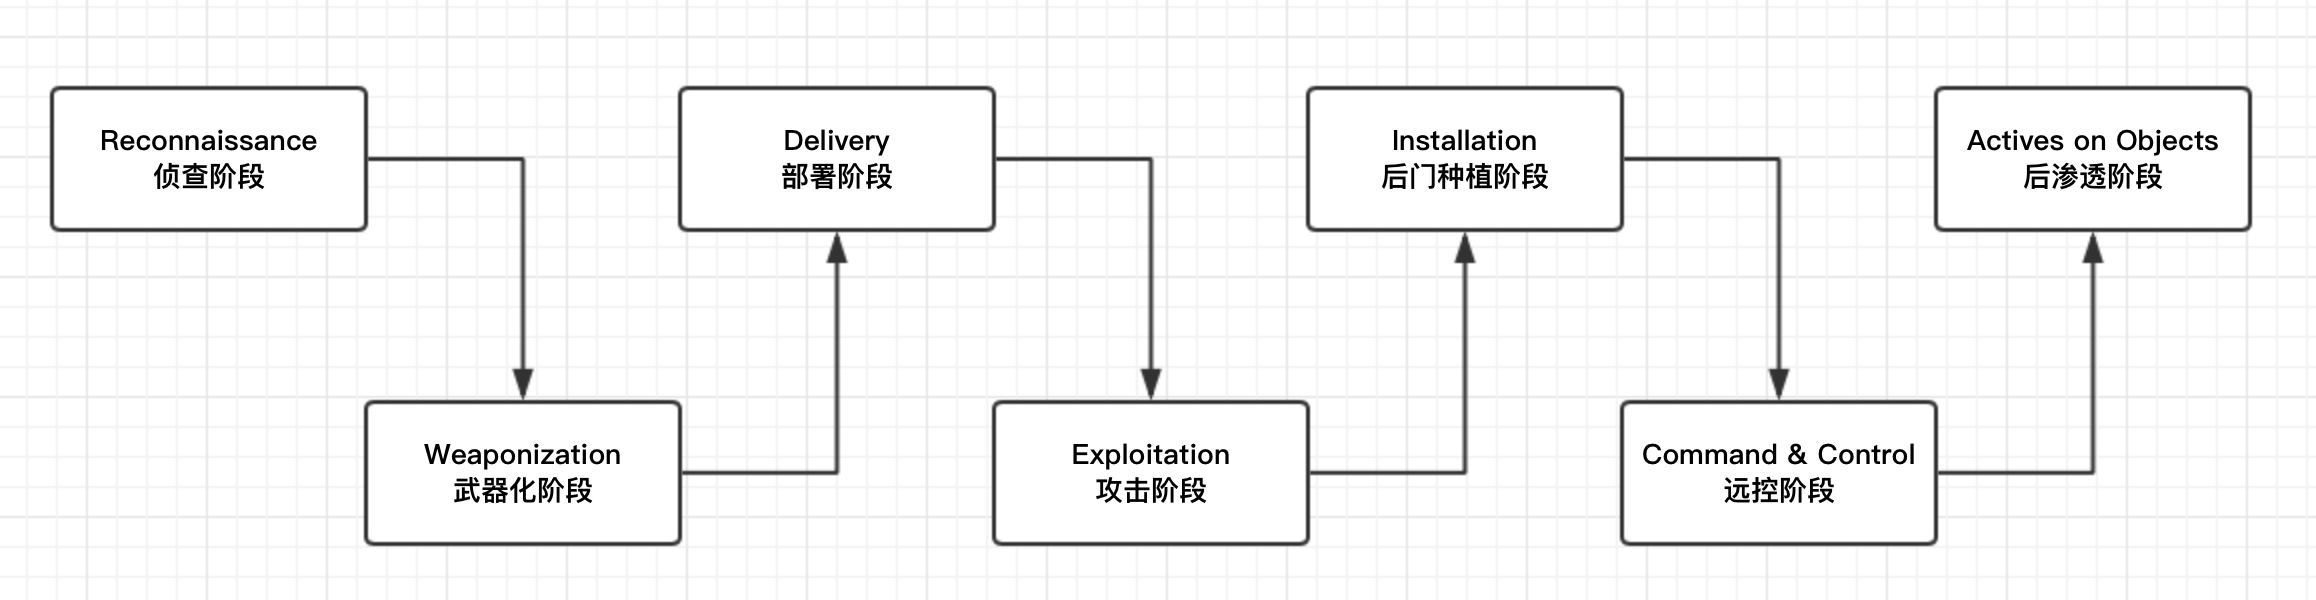 Reconnaissance
侦查阶段
Weaponization
武器化阶段
Delivery
部署阶段
Exploitation
攻击阶段
Installation
后门种植阶段
Command & Control
远控阶段
Actives on Objects
后渗透阶段